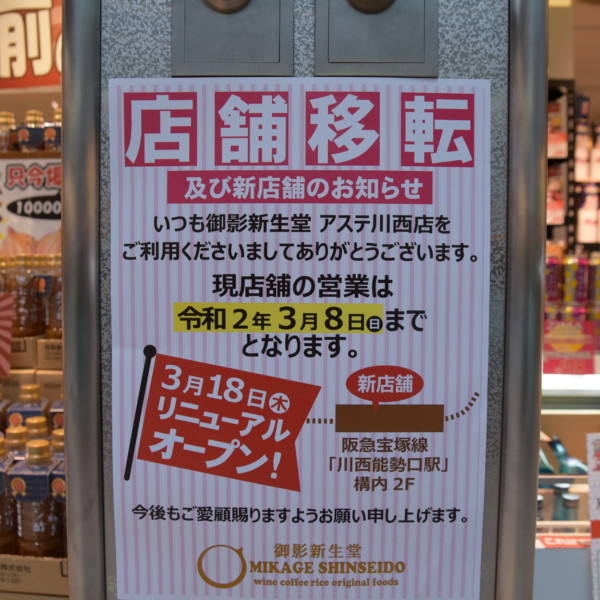 店舗移転
及び新店舗のお知らせ
いつも御影新生堂 アステ川西店を
ご利用くださいましてありがとうございます。
現店舗の営業は
令和2年3月8日日まで
となります。
3月18日木
リニューアル
オープン!
新店舗
阪急宝塚線
「川西能勢口駅」
構内 2F
今後もご愛顧賜りますようお願い申し上げます。
御影新生堂
MIKAGE SHINSEIDO
wine coffee rice original foods
只今
10000